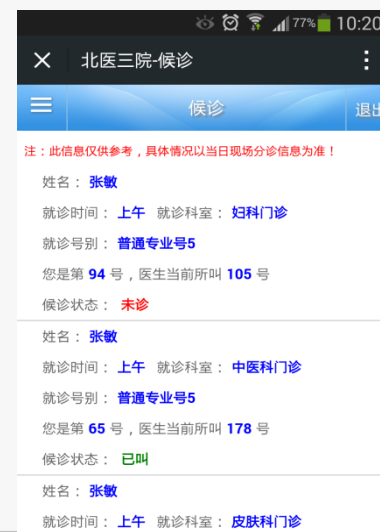 77% 10:20
北医三院-候诊
候诊 退出
注：此信息仅供参考，具体情况以当日现场分诊信息为准！
姓名： 张敏
就诊时间： 上午 就诊科室： 妇科门诊
就诊号别： 普通专业号5
您是第 94 号，医生当前所叫 105 号
候诊状态： 未诊
姓名： 张敏
就诊时间： 上午 就诊科室： 中医科门诊
就诊号别： 普通专业号5
您是第 65 号，医生当前所叫 178 号
候诊状态： 已叫
姓名： 张敏
就诊时间： 上午 就诊科室： 皮肤科门诊